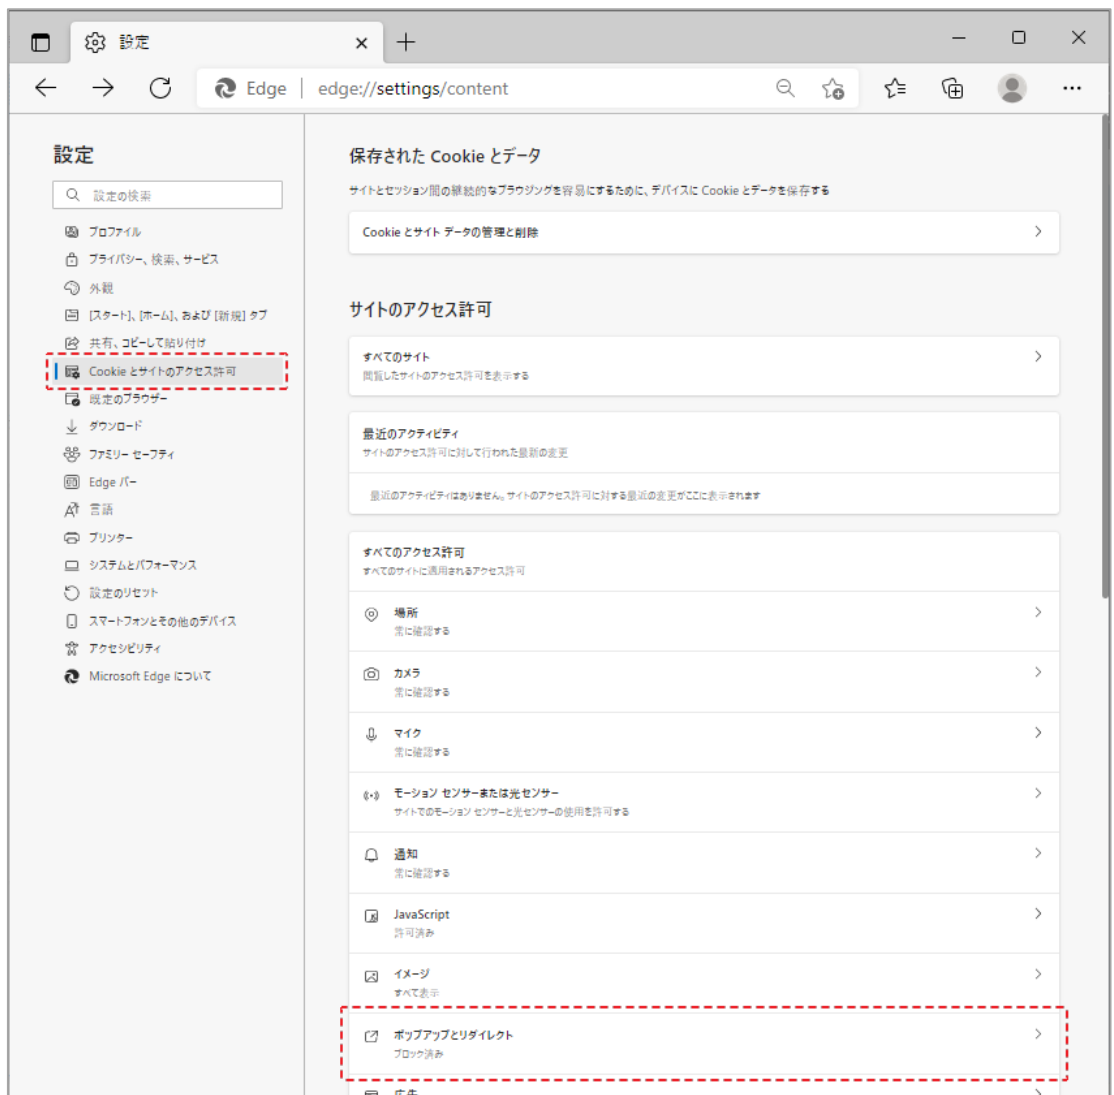 設定
Edge
edge://settings/content
設定
設定の検索
プロファイル
プライバシー、検索、サービス
外観
[スタート]、[ホーム]、および [新規] タブ
共有、コピーして貼り付け
Cookie とサイトのアクセス許可
既定のブラウザー
ダウンロード
ファミリー セーフティ
Edge バー
言語
プリンター
システムとパフォーマンス
設定のリセット
スマートフォンとその他のデバイス
アクセシビリティ
Microsoft Edge について
保存された Cookie とデータ
サイトとセッション間の継続的なブラウジングを容易にするために、デバイスに Cookie とデータを保存する
Cookie とサイト データの管理と削除
サイトのアクセス許可
すべてのサイト
閲覧したサイトのアクセス許可を表示する
最近のアクティビティ
サイトのアクセス許可に対して行われた最新の変更
最近のアクティビティはありません。サイトのアクセス許可に対する最近の変更がここに表示されます
すべてのアクセス許可
すべてのサイトに適用されるアクセス許可
場所
常に確認する
カメラ
常に確認する
マイク
常に確認する
モーション センサーまたは光センサー
サイトでのモーション センサーと光センサーの使用を許可する
通知
常に確認する
JavaScript
許可済み
イメージ
すべて表示
ポップアップとリダイレクト
ブロック済み
広告